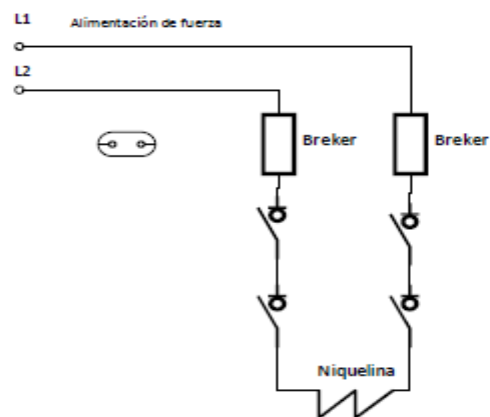 L1
Alimentación de fuerza
L2
Breker
Breker
Niquelina